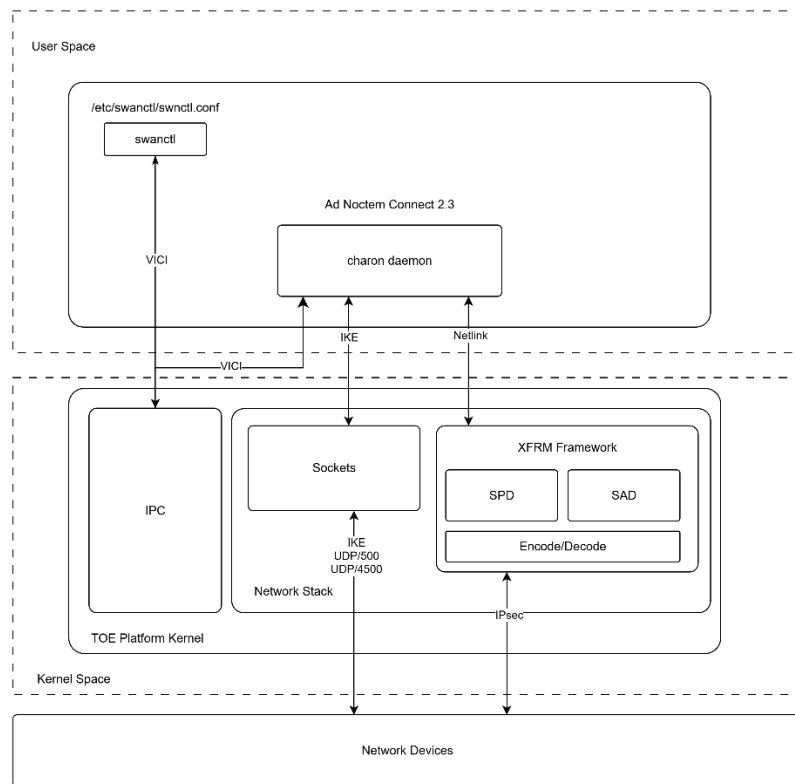 User Space
/etc/swanctl/swnctl.conf
swanctl
Ad Noctem Connect 2.3
charon daemon
VICI
IKE
Netlink
VICI
IPC
Sockets
XFRM Framework
SPD
SAD
Encode/Decode
IKE
UDP/500
UDP/4500
Network Stack
IPsec
TOE Platform Kernel
Kernel Space
Network Devices